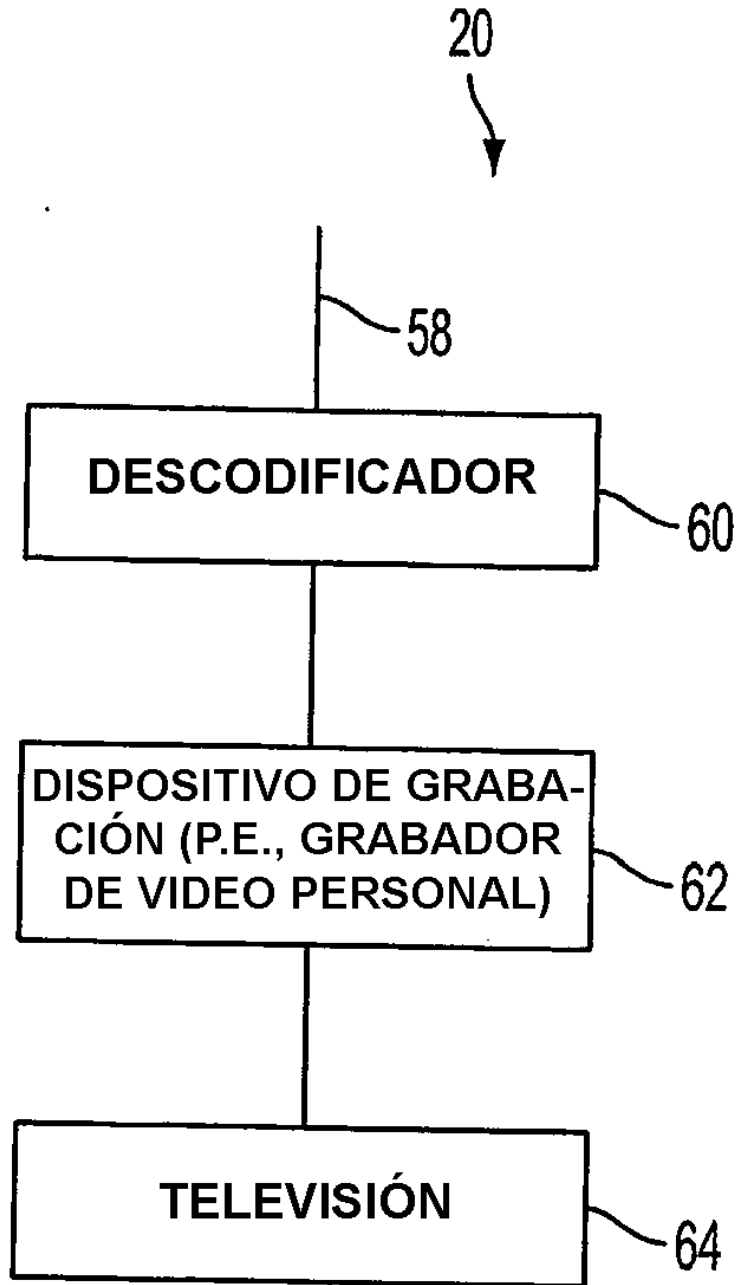 20
58
DESCODIFICADOR
60
DISPOSITIVO DE GRABA-
CIÓN (P.E., GRABADOR
DE VIDEO PERSONAL)
62
TELEVISIÓN
64